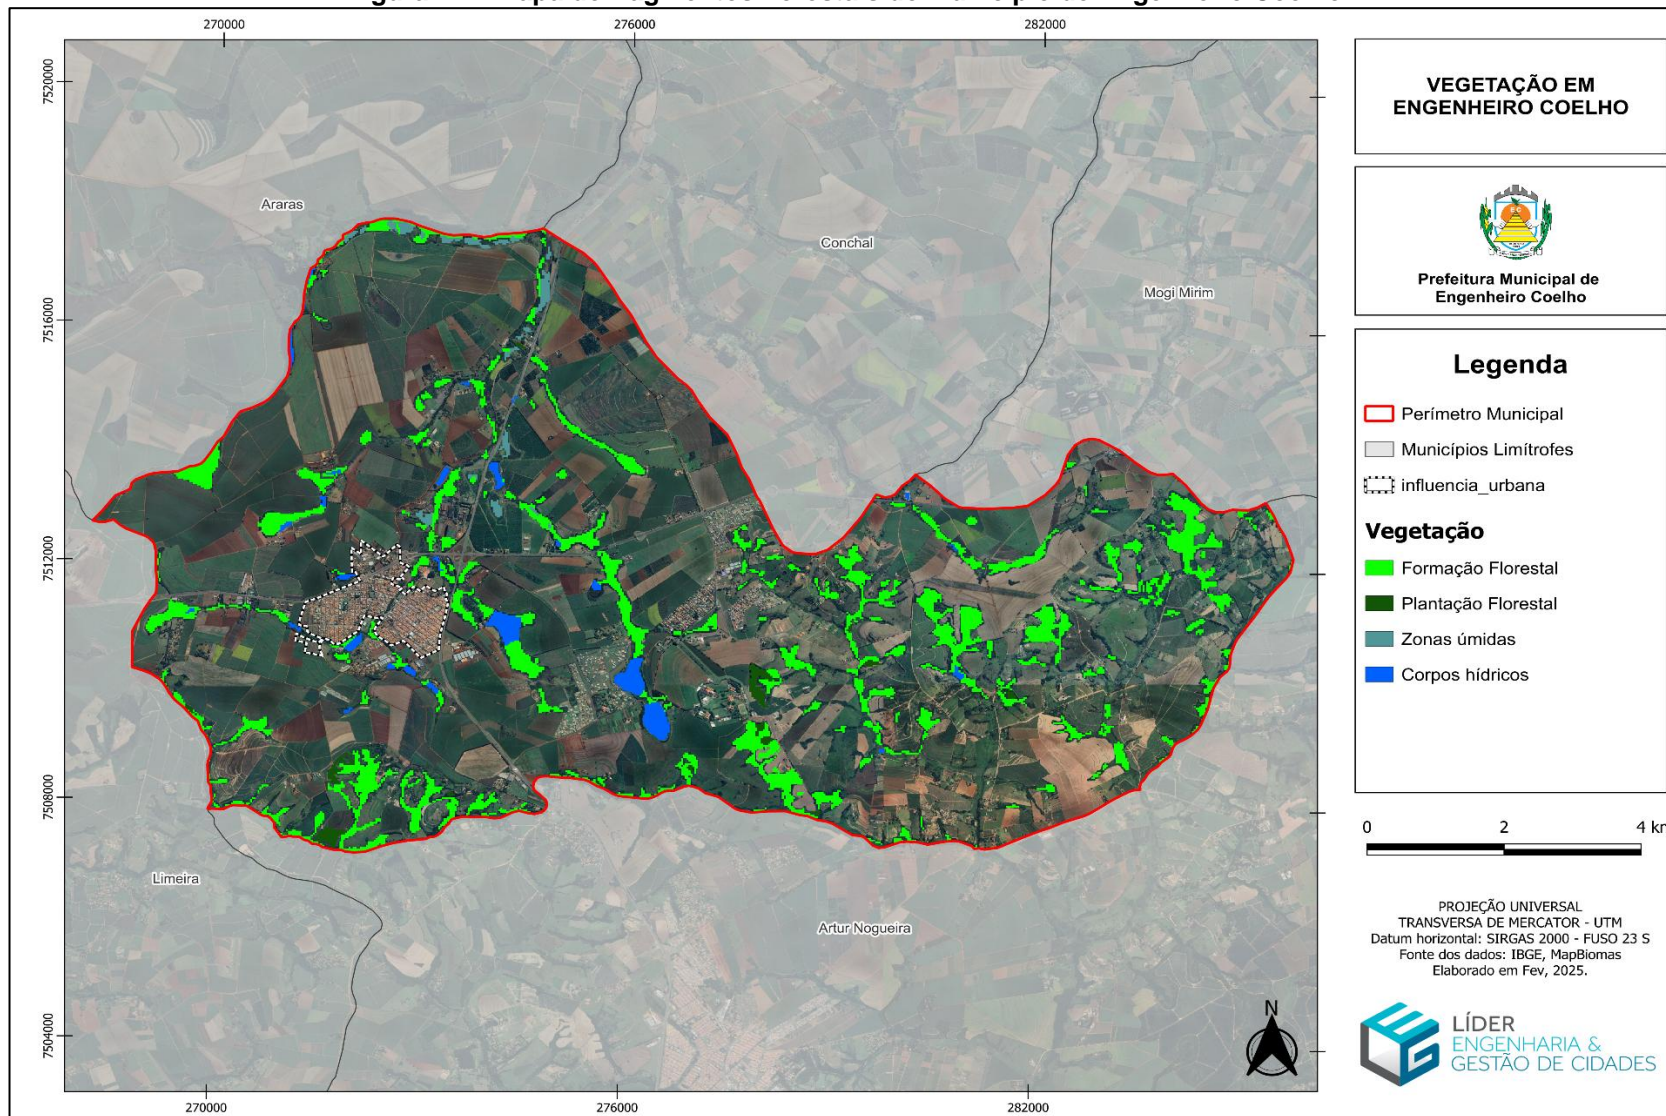 270000
276000
282000
7520000
7516000
7512000
7508000
7504000
Araras
Conchal
Mogi Mirim
Limeira
Artur Nogueira
N
270000
276000
282000
VEGETAÇÃO EM
ENGENHEIRO COELHO
Prefeitura Municipal de
Engenheiro Coelho
Legenda
Perímetro Municipal
Municípios Limítrofes
influencia_urbana
Vegetação
Formação Florestal
Plantação Florestal
Zonas úmidas
Corpos hídricos
0 2 4 km
PROJEÇÃO UNIVERSAL
TRANSVERSA DE MERCATOR - UTM
Datum horizontal: SIRGAS 2000 - FUSO 23 S
Fonte dos dados: IBGE, MapBiomas
Elaborado em Fev, 2025.
LÍDER
ENGENHARIA &
GESTÃO DE CIDADES